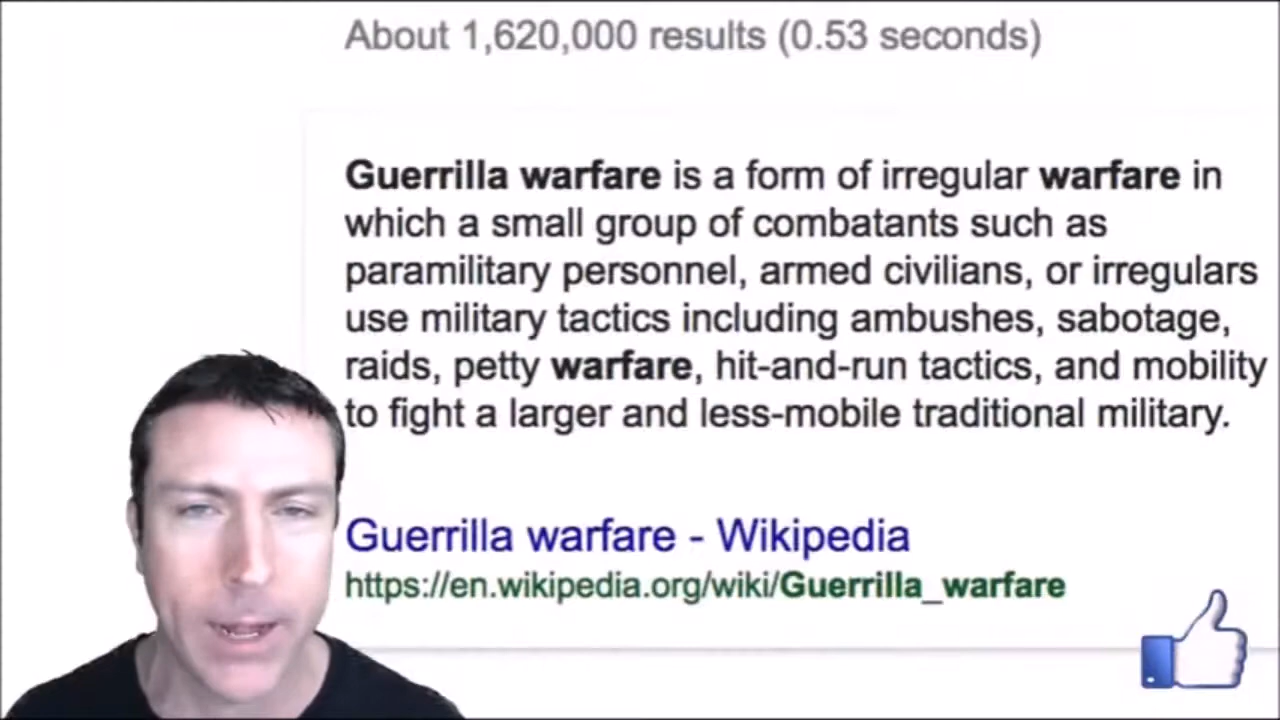 About 1,620,000 results (0.53 seconds)
Guerrilla warfare is a form of irregular warfare in
which a small group of combatants such as
paramilitary personnel, armed civilians, or irregulars
use military tactics including ambushes, sabotage,
raids, petty warfare, hit-and-run tactics, and mobility
to fight a larger and less-mobile traditional military.
Guerrilla warfare - Wikipedia
https://en.wikipedia.org/wiki/Guerrilla_warfare